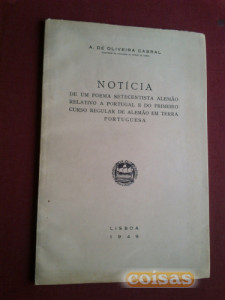 A. DE OLIVEIRA CABRAL
NOTÍCIA
DE UM POEMA SETECENTISTA ALEMÃO
RELATIVO A PORTUGAL E DO PRIMEIRO
CURSO REGULAR DE ALEMÃO EM TERRA
PORTUGUESA
LISBOA
coisas